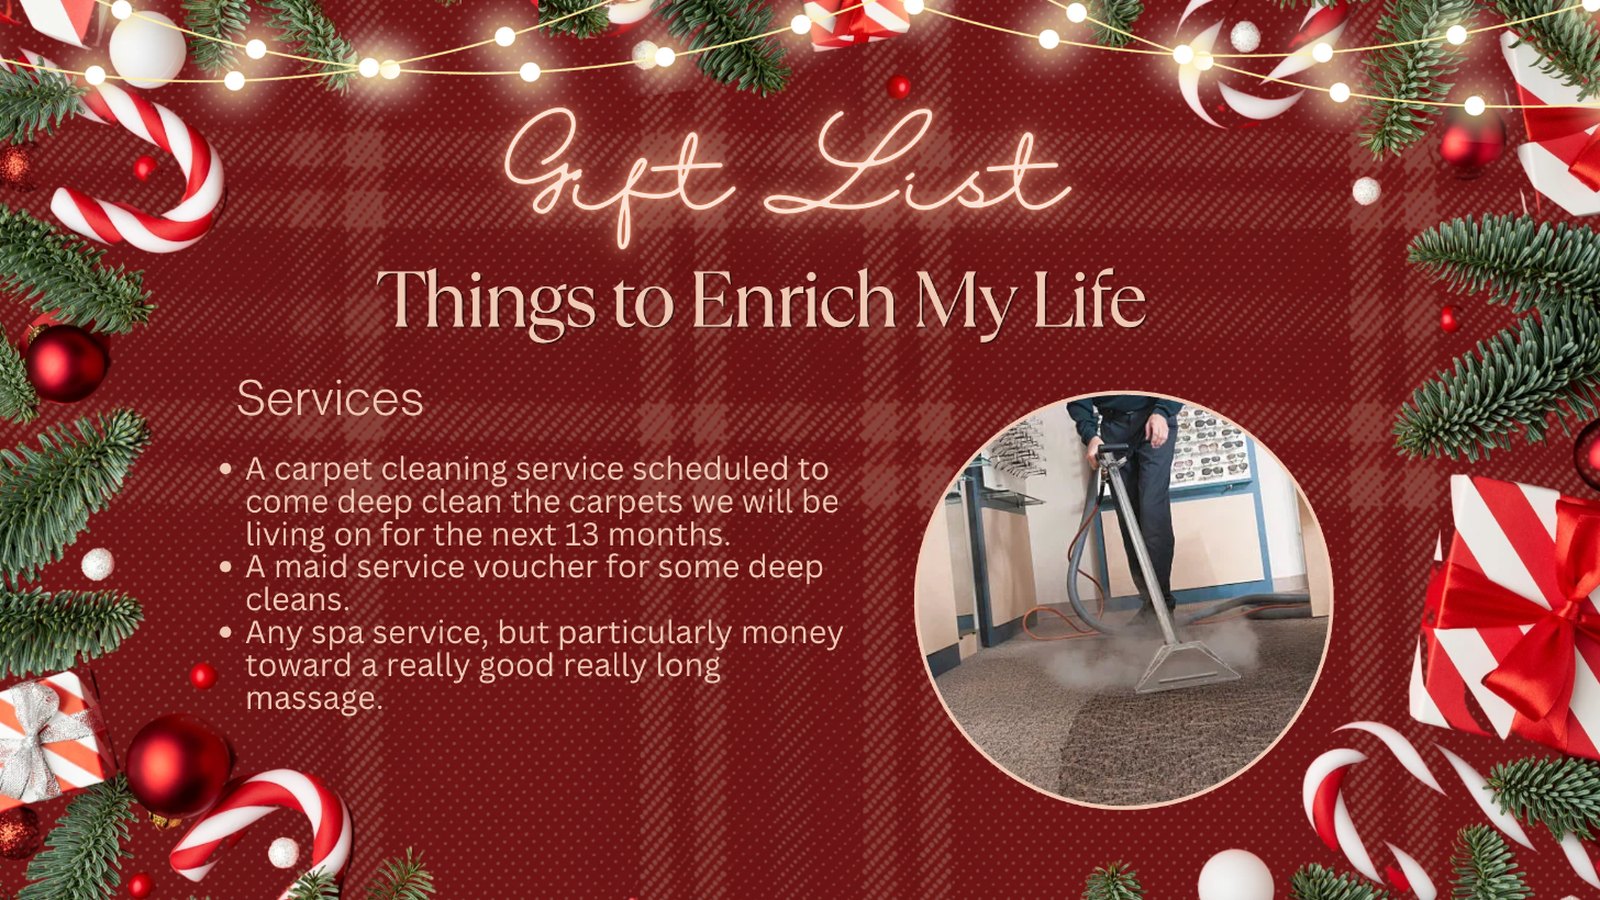 Gift List
Things to Enrich My Life
Services
• A carpet cleaning service scheduled to
come deep clean the carpets we will be
living on for the next 13 months.
• A maid service voucher for some deep
cleans.
• Any spa service, but particularly money
toward a really good really long
massage.